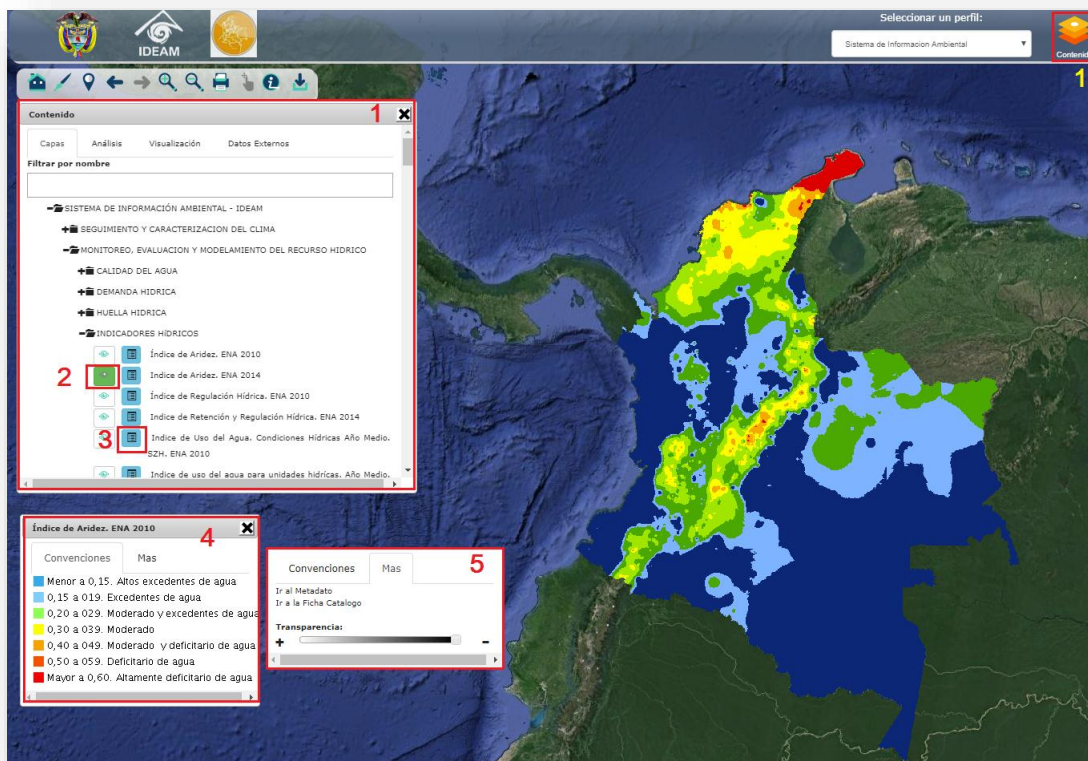 Seleccionar un perfil:
IDEAM
Sistema de Informacion Ambiental
Contenid
1
Contenido
1
Capas
Análisis
Visualización
Datos Externos
Filtrar por nombre
SISTEMA DE INFORMACIÓN AMBIENTAL - IDEAM
SEGUIMIENTO Y CARACTERIZACION DEL CLIMA
MONITOREO, EVALUACION Y MODELAMIENTO DEL RECURSO HIDRICO
CALIDAD DEL AGUA
DEMANDA HIDRICA
HUELLA HIDRICA
INDICADORES HÍDRICOS
Índice de Aridez. ENA 2010
2
Indice de Aridez. ENA 2014
Índice de Regulación Hídrica. ENA 2010
Indice de Retención y Regulación Hídrica. ENA 2014
3
Indice de Uso del Agua. Condiciones Hídricas Año Medio.
SZH. ENA 2010
Indice de uso del agua para unidades hidrícas. Año Medio.
Índice de Aridez. ENA 2010
4
Convenciones
Mas
Menor a 0,15. Altos excedentes de agua
0,15 a 019. Excedentes de agua
0,20 a 029. Moderado y excedentes de agua
0,30 a 039. Moderado
0,40 a 049. Moderado y deficitario de agua
0,50 a 059. Deficitario de agua
Mayor a 0,60. Altamente deficitario de agua
Convenciones
Mas
5
Ir al Metadato
Ir a la Ficha Catalogo
Transparencia:
+
-